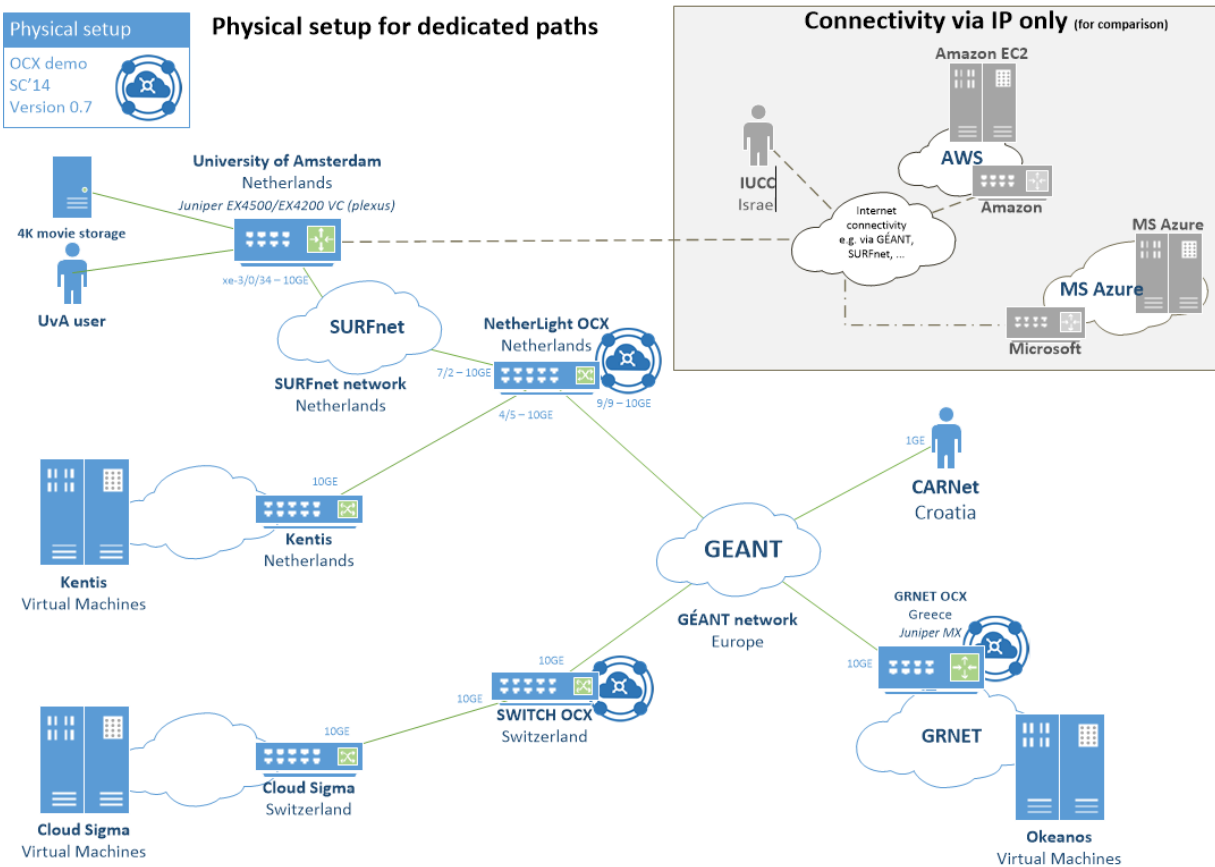 Physical setup
OCX demo
SC'14
Version 0.7
Physical setup for dedicated paths
Connectivity via IP only (for comparison)
Amazon EC2
AWS
Amazon
IUCC
Israe
Internet
connectivity
e.g. via GÉANT,
SURFnet, ...
MS Azure
MS Azure
Microsoft
University of Amsterdam
Netherlands
Juniper EX4500/EX4200 VC (plexus)
4K movie storage
xe-3/0/34 – 10GE
UvA user
SURFnet
SURFnet network
Netherlands
NetherLight OCX
Netherlands
7/2 – 10GE
4/5 – 10GE
9/9 – 10GE
10GE
Kentis
Netherlands
Kentis
Virtual Machines
1GE
CARNet
Croatia
GEANT
GÉANT network
Europe
GRNET OCX
Greece
Juniper MX
10GE
GRNET
Okeanos
Virtual Machines
10GE
10GE
SWITCH OCX
Switzerland
10GE
Cloud Sigma
Switzerland
Cloud Sigma
Virtual Machines